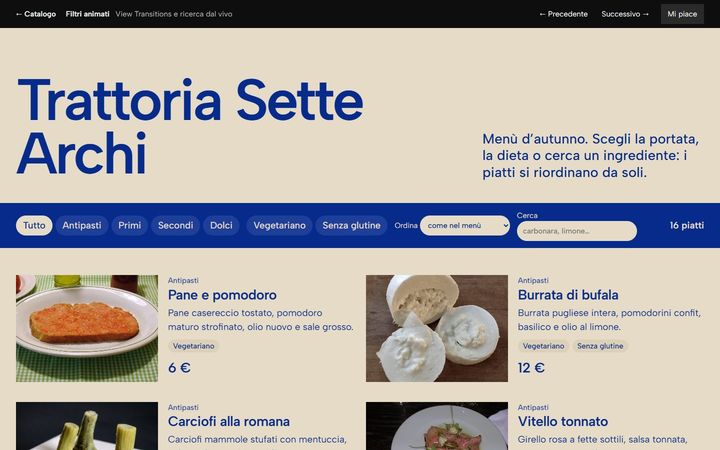 ← Catalogo Filtri animati View Transitions e ricerca dal vivo ← Precedente Successivo → Mi piace
Trattoria Sette
Archi
Menù d’autunno. Scegli la portata,
la dieta o cerca un ingrediente: i
piatti si riordinano da soli.
Tutto Antipasti Primi Secondi Dolci Vegetariano Senza glutine Ordina come nel menù Cerca carbonara, limone… 16 piatti
Antipasti
Pane e pomodoro
Pane casereccio tostato, pomodoro
maturo strofinato, olio nuovo e sale grosso.
Vegetariano
6 €
Antipasti
Burrata di bufala
Burrata pugliese intera, pomodorini confit,
basilico e olio al limone.
Vegetariano Senza glutine
12 €
Antipasti
Carciofi alla romana
Carciofi mammole stufati con mentuccia,
Antipasti
Vitello tonnato
Girello rosa a fette sottili, salsa tonnata,